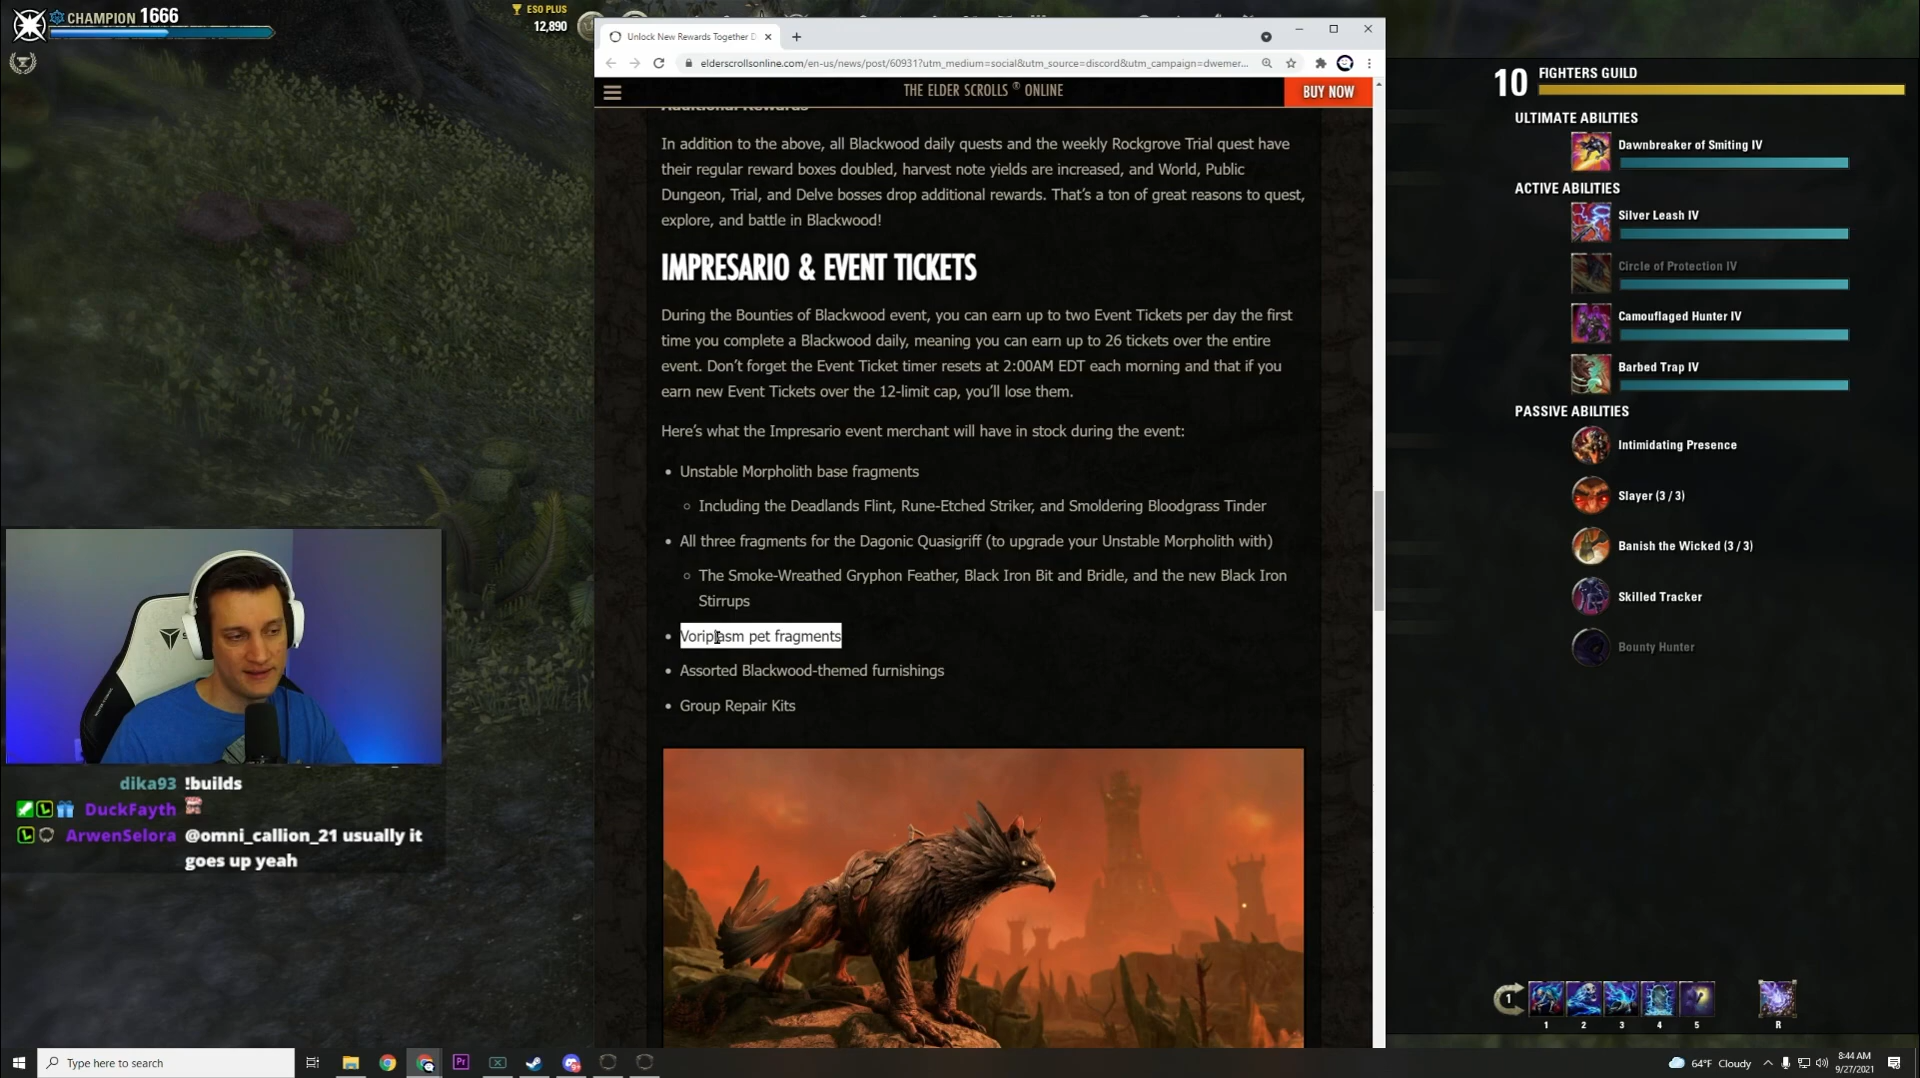 CHAMPION 1666
ESO PLUS
12,890
Unlock New Rewards Together D
elderscrollsonline.com/en-us/news/post/60931?utm_medium=social&utm_source=discord&utm_campaign=dwemer...
THE ELDER SCROLLS ® ONLINE
BUY NOW
Additional Rewards
In addition to the above, all Blackwood daily quests and the weekly Rockgrove Trial quest have
their regular reward boxes doubled, harvest note yields are increased, and World, Public
Dungeon, Trial, and Delve bosses drop additional rewards. That's a ton of great reasons to quest,
explore, and battle in Blackwood!
IMPRESARIO & EVENT TICKETS
During the Bounties of Blackwood event, you can earn up to two Event Tickets per day the first
time you complete a Blackwood daily, meaning you can earn up to 26 tickets over the entire
event. Don't forget the Event Ticket timer resets at 2:00AM EDT each morning and that if you
earn new Event Tickets over the 12-limit cap, you'll lose them.
Here's what the Impresario event merchant will have in stock during the event:
• Unstable Morpholith base fragments
○ Including the Deadlands Flint, Rune-Etched Striker, and Smoldering Bloodgrass Tinder
• All three fragments for the Dagonic Quasigriff (to upgrade your Unstable Morpholith with)
○ The Smoke-Wreathed Gryphon Feather, Black Iron Bit and Bridle, and the new Black Iron
Stirrups
• Voriplasm pet fragments
• Assorted Blackwood-themed furnishings
• Group Repair Kits
10 FIGHTERS GUILD
ULTIMATE ABILITIES
Dawnbreaker of Smiting IV
ACTIVE ABILITIES
Silver Leash IV
Circle of Protection IV
Camouflaged Hunter IV
Barbed Trap IV
PASSIVE ABILITIES
Intimidating Presence
Slayer (3 / 3)
Banish the Wicked (3 / 3)
Skilled Tracker
Bounty Hunter
dika93 !builds
DuckFayth
ArwenSelora @omni_callion_21 usually it
goes up yeah
1
1 2 3 4 5 R
Type here to search
Pr
64°F Cloudy
8:44 AM
9/27/2021